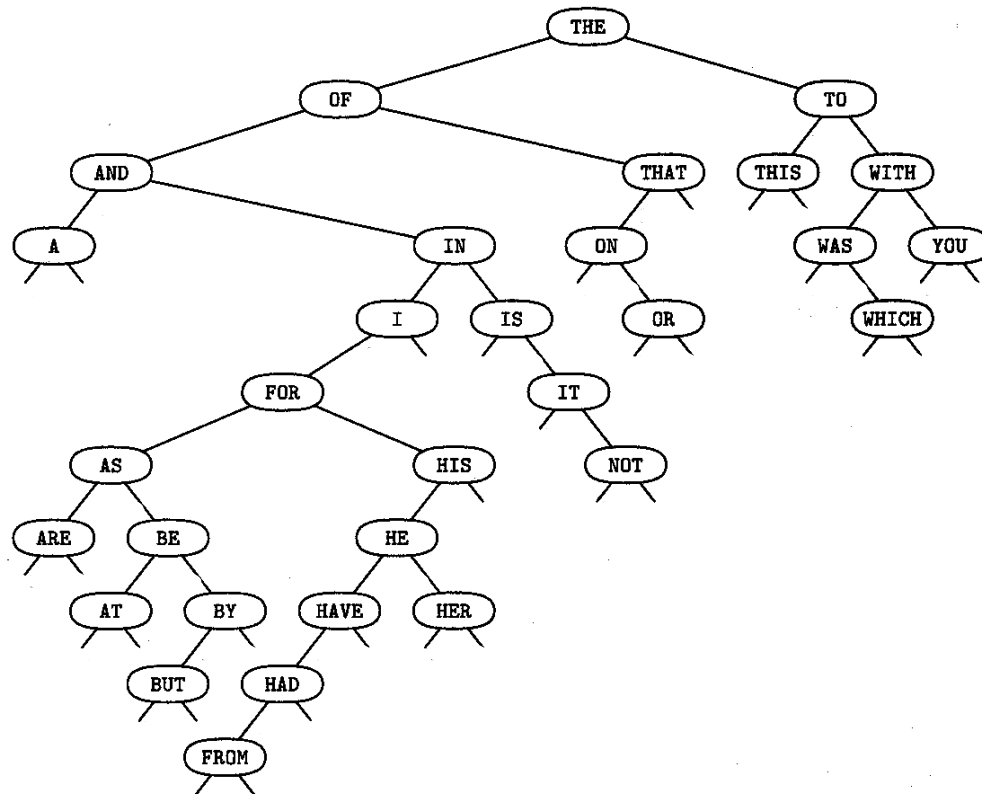 THE
OF TO
AND THAT THIS WITH
A IN ON WAS YOU
I IS OR WHICH
FOR IT
AS HIS NOT
ARE BE HE
AT BY HAVE HER
BUT HAD
FROM